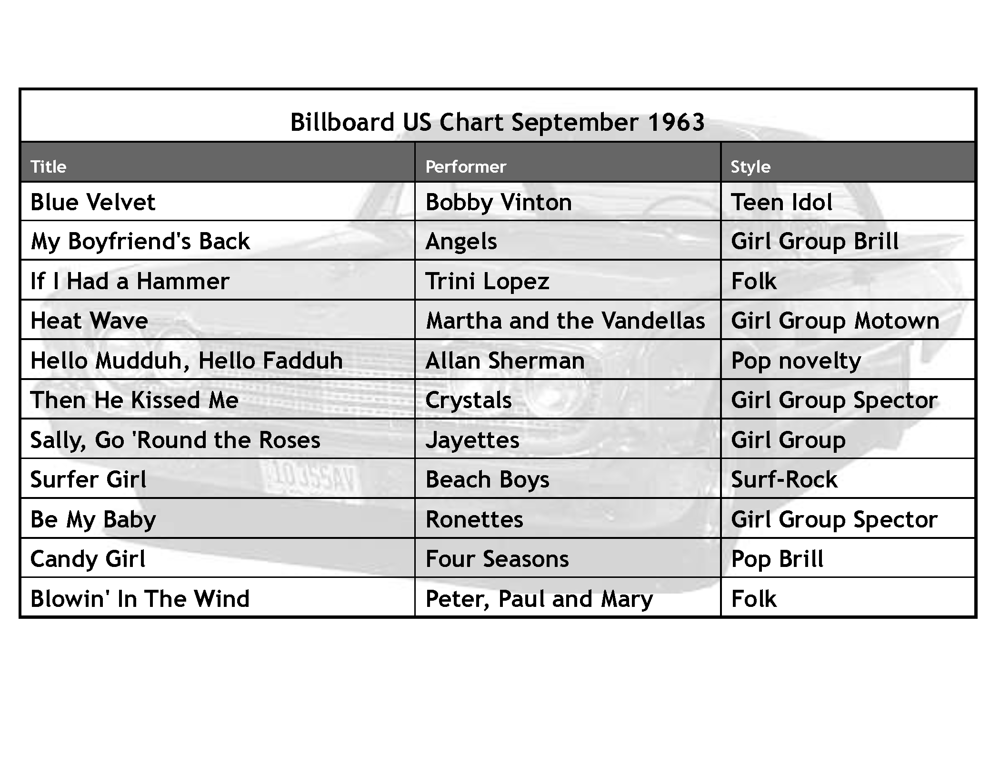 Billboard US Chart September 1963
Title Performer Style
Blue Velvet Bobby Vinton Teen Idol
My Boyfriend's Back Angels Girl Group Brill
If I Had a Hammer Trini Lopez Folk
Heat Wave Martha and the Vandellas Girl Group Motown
Hello Mudduh, Hello Fadduh Allan Sherman Pop novelty
Then He Kissed Me Crystals Girl Group Spector
Sally, Go 'Round the Roses Jayettes Girl Group
Surfer Girl Beach Boys Surf-Rock
Be My Baby Ronettes Girl Group Spector
Candy Girl Four Seasons Pop Brill
Blowin' In The Wind Peter, Paul and Mary Folk